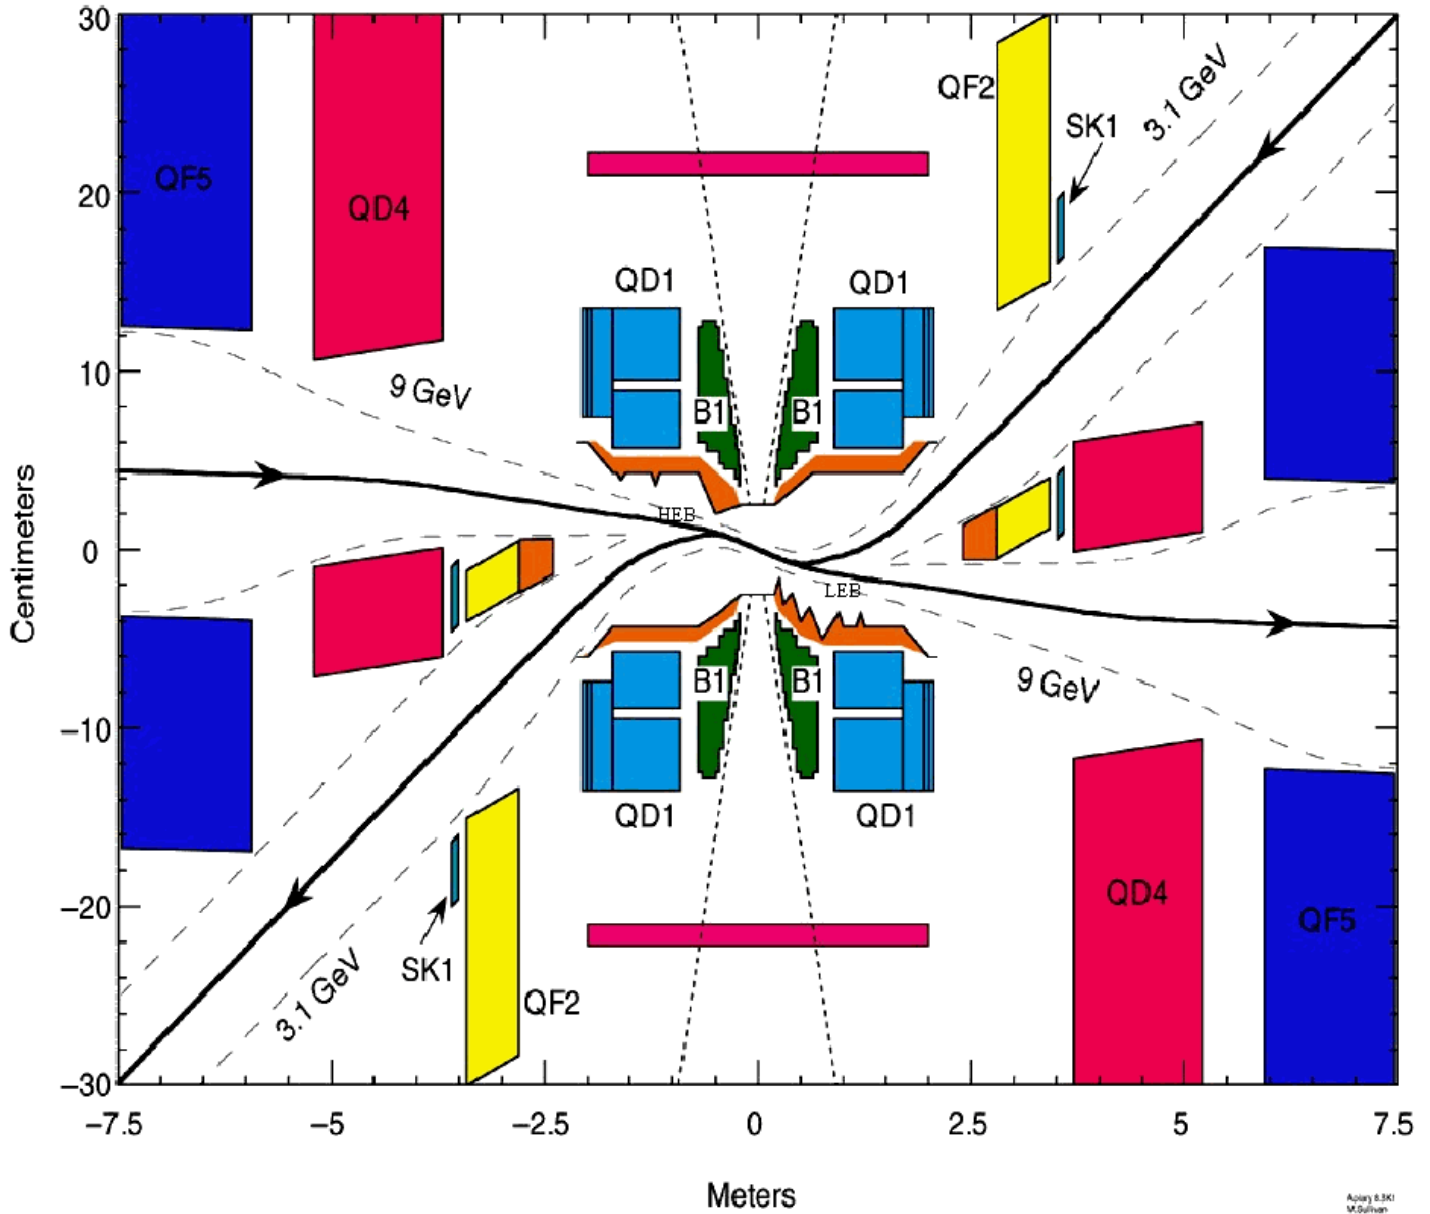 30
QF2
3.1 GeV
SK1
QF5
20
QD4
QD1
QD1
10
9 GeV
B1
B1
HEB
0
LEB
Centimeters
B1
B1
9 GeV
−10
QD1
QD1
QD4
−20
QF5
SK1
3.1 GeV
QF2
−30
−7.5
−5
−2.5
0
2.5
5
7.5
Meters
M.Sullivan